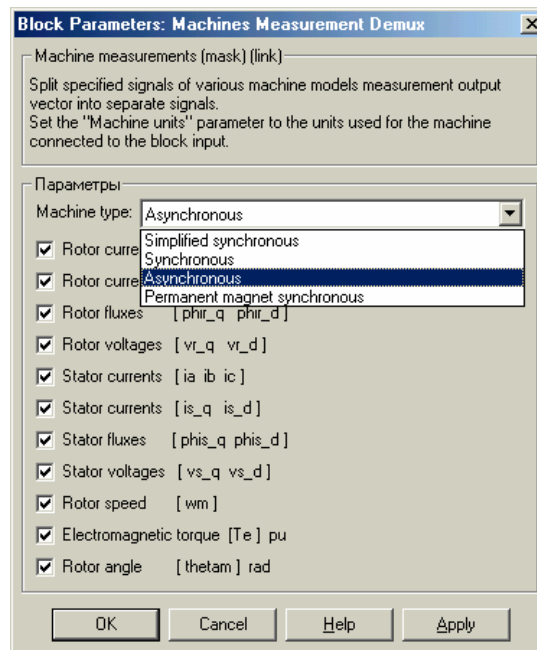 Block Parameters: Machines Measurement Demux
Machine measurements (mask) (link)
Split specified signals of various machine models measurement output
vector into separate signals.
Set the "Machine units" parameter to the units used for the machine
connected to the block input.
Параметры
Machine type: Asynchronous
Simplified synchronous
Synchronous
Asynchronous
Permanent magnet synchronous
Rotor curre
Rotor curre
Rotor fluxes [ phir_q phir_d ]
Rotor voltages [ vr_q vr_d ]
Stator currents [ ia ib ic ]
Stator currents [ is_q is_d ]
Stator fluxes [ phis_q phis_d ]
Stator voltages [ vs_q vs_d ]
Rotor speed [ wm ]
Electromagnetic torque [Te ] pu
Rotor angle [ thetam ] rad
OK Cancel Help Apply